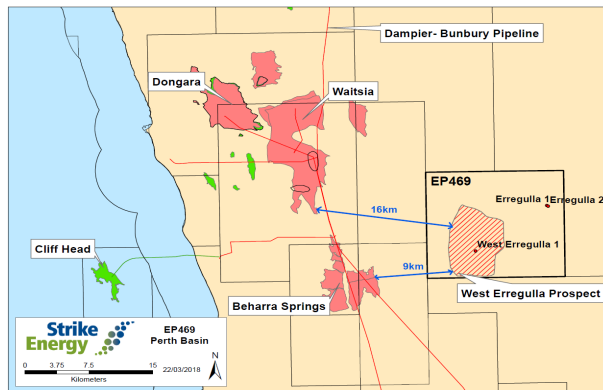 Dampier- Bunbury Pipeline
Dongara
Waitsia
EP469
Erregulla 1
Erregulla 2
16km
West Erregulla 1
Cliff Head
9km
Beharra Springs
West Erregulla Prospect
Strike
Energy
EP469
Perth Basin
0 3.75 7.5 15
Kilometers
22/03/2018
N